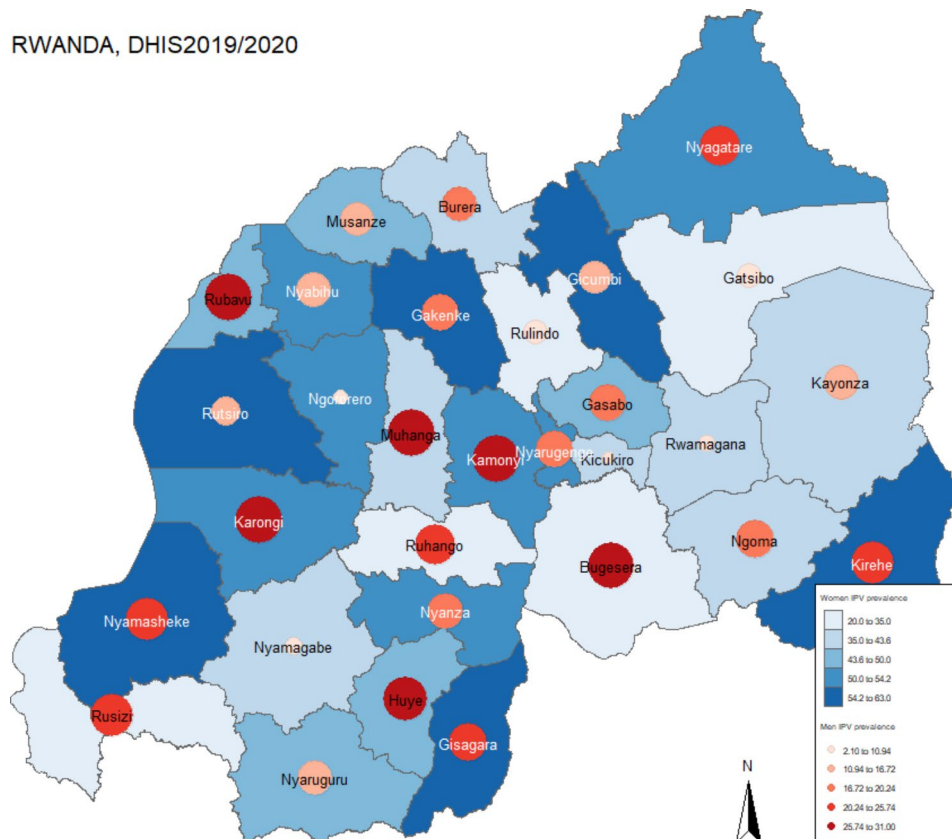 RWANDA, DHIS2019/2020
Nyagatare
Burera
Musanze
Gicumbi
Gatsibo
Rubavu
Nyabihu
Gakenke
Rulindo
Kayonza
Rutsiro
Ngororero
Gasabo
Muhanga
Rwamagana
Kamonyi
Nyarugenge
Kicukiro
Karongi
Ruhango
Ngoma
Bugesera
Kirehe
Nyanza
Nyamasheke
Nyamagabe
Huye
Rusizi
Gisagara
Nyaruguru
Women IPV prevalence
20.0 to 35.0
35.0 to 43.6
43.6 to 50.0
50.0 to 54.2
54.2 to 63.0
Men IPV prevalence
2.10 to 10.94
10.94 to 16.72
16.72 to 20.24
20.24 to 25.74
25.74 to 31.00
N